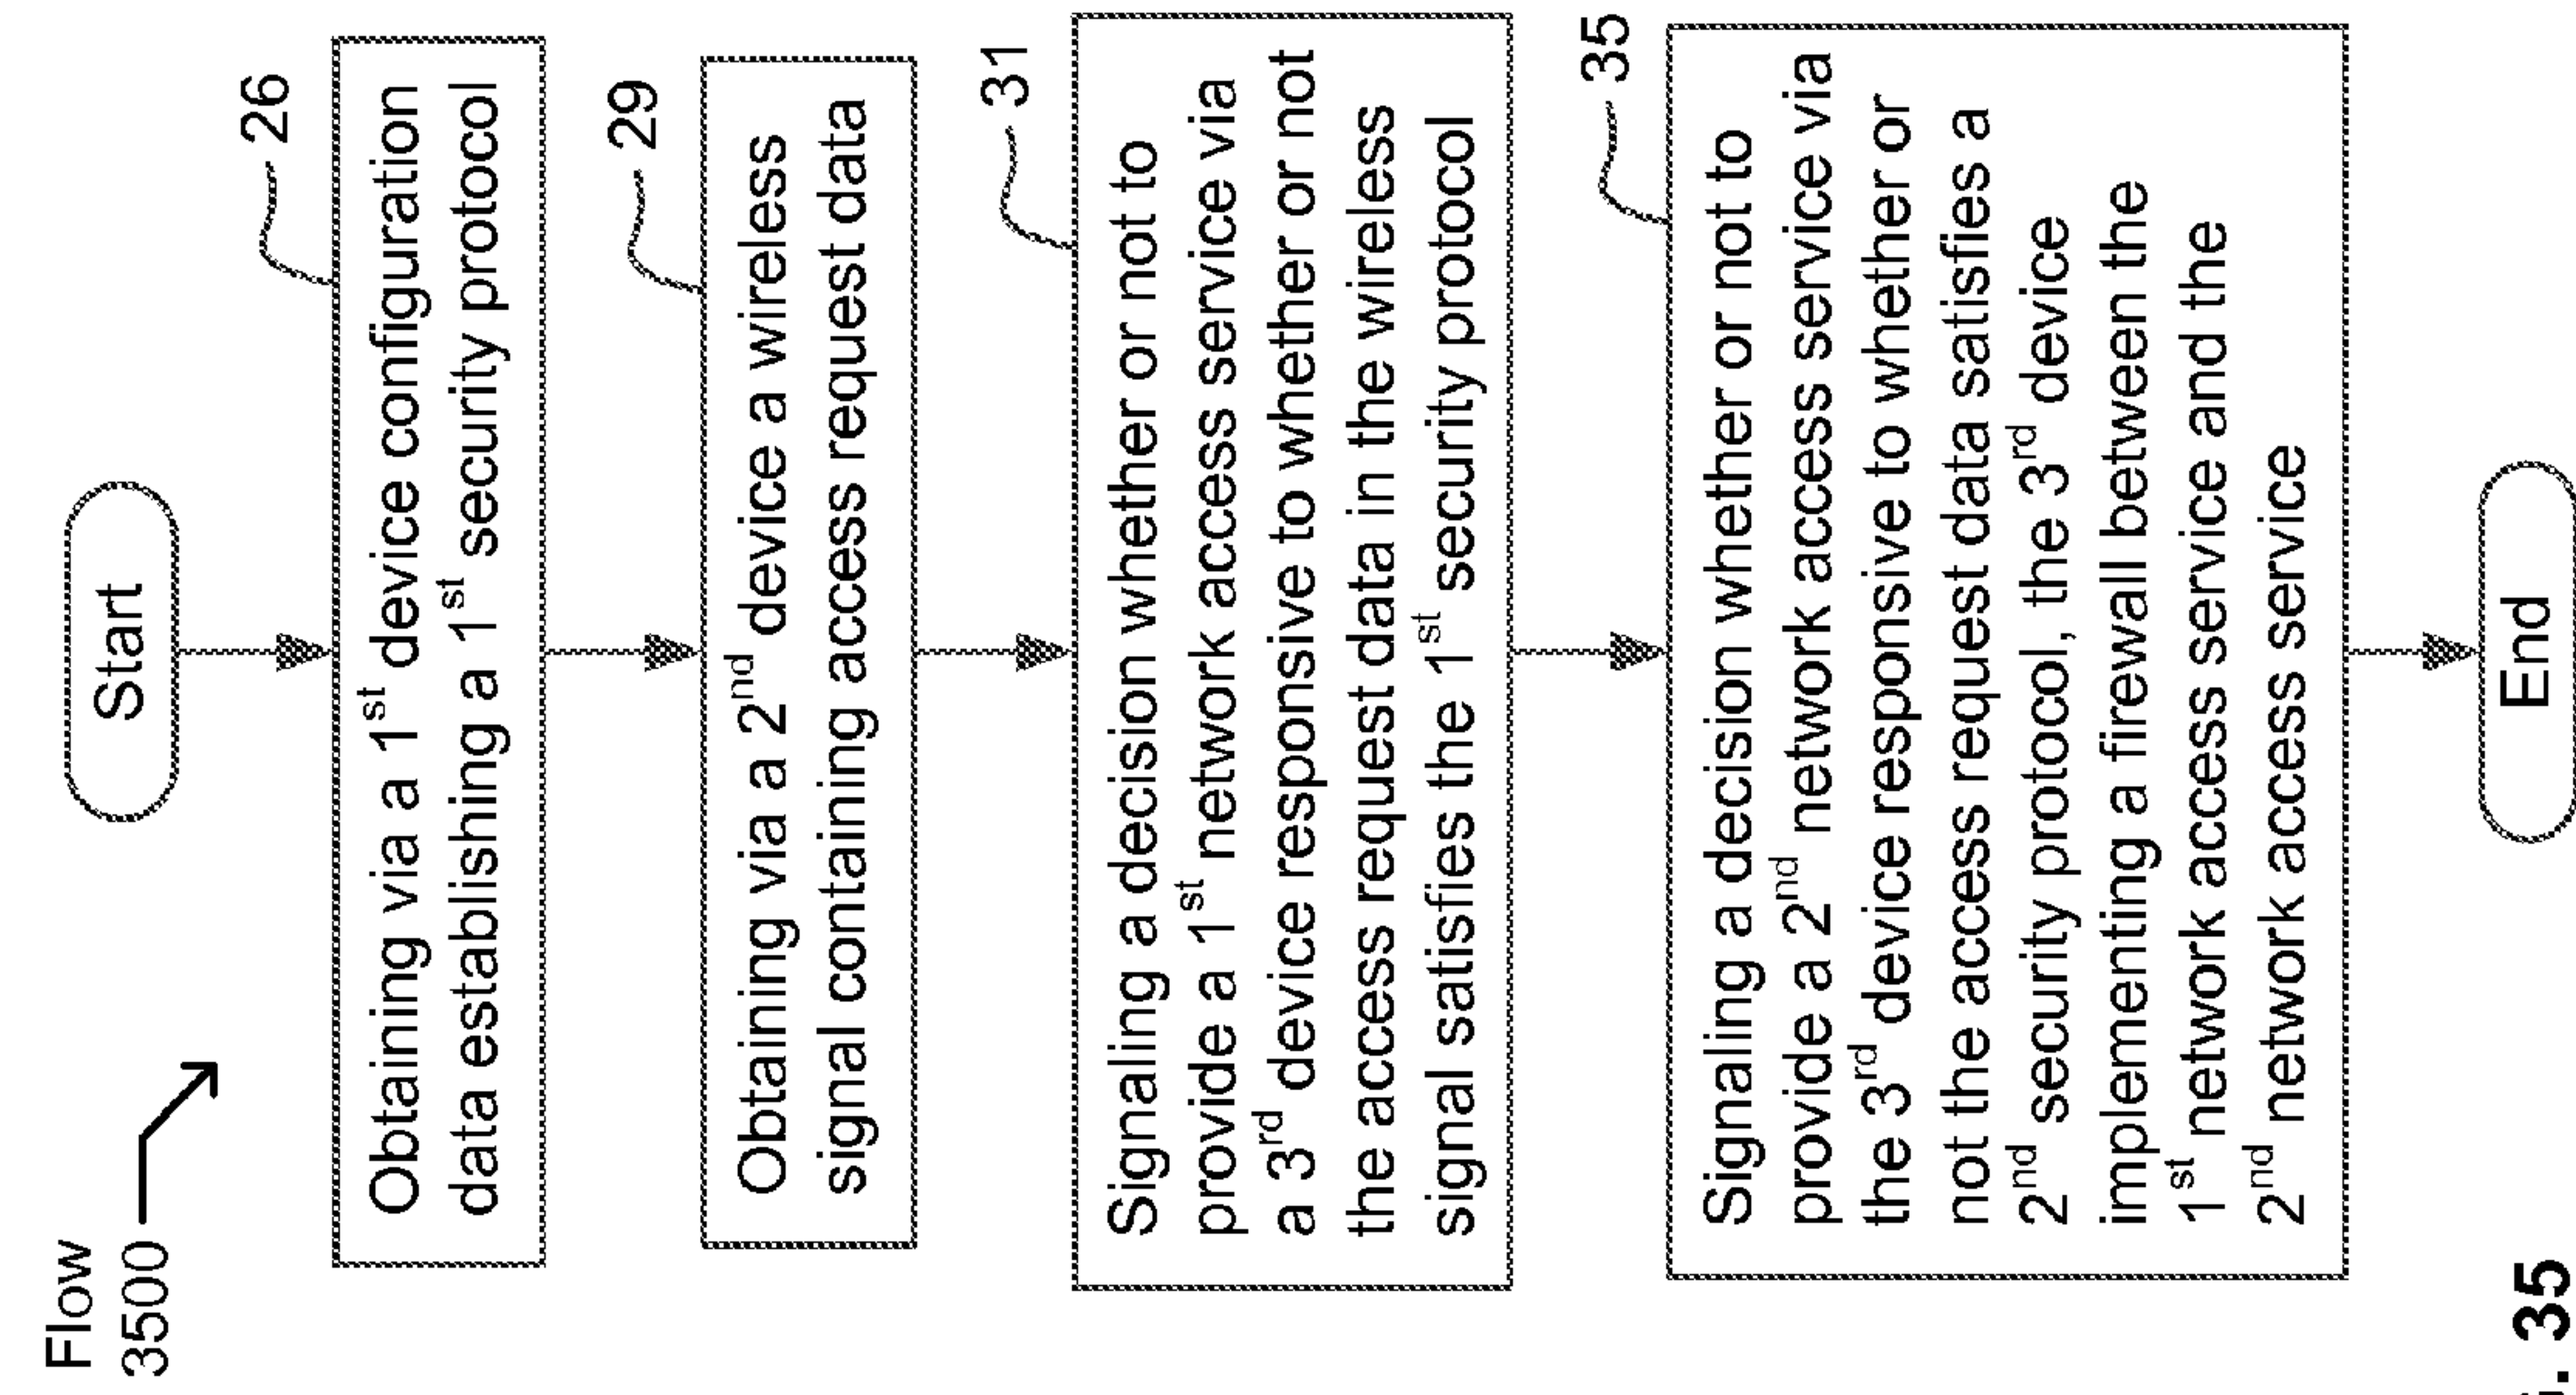 Flow
3500
Start
26
Obtaining via a 1st device configuration
data establishing a 1st security protocol
29
Obtaining via a 2nd device a wireless
signal containing access request data
31
Signaling a decision whether or not to
provide a 1st network access service via
a 3rd device responsive to whether or not
the access request data in the wireless
signal satisfies the 1st security protocol
35
Signaling a decision whether or not to
provide a 2nd network access service via
the 3rd device responsive to whether or
not the access request data satisfies a
2nd security protocol, the 3rd device
implementing a firewall between the
1st network access service and the
2nd network access service
End
35